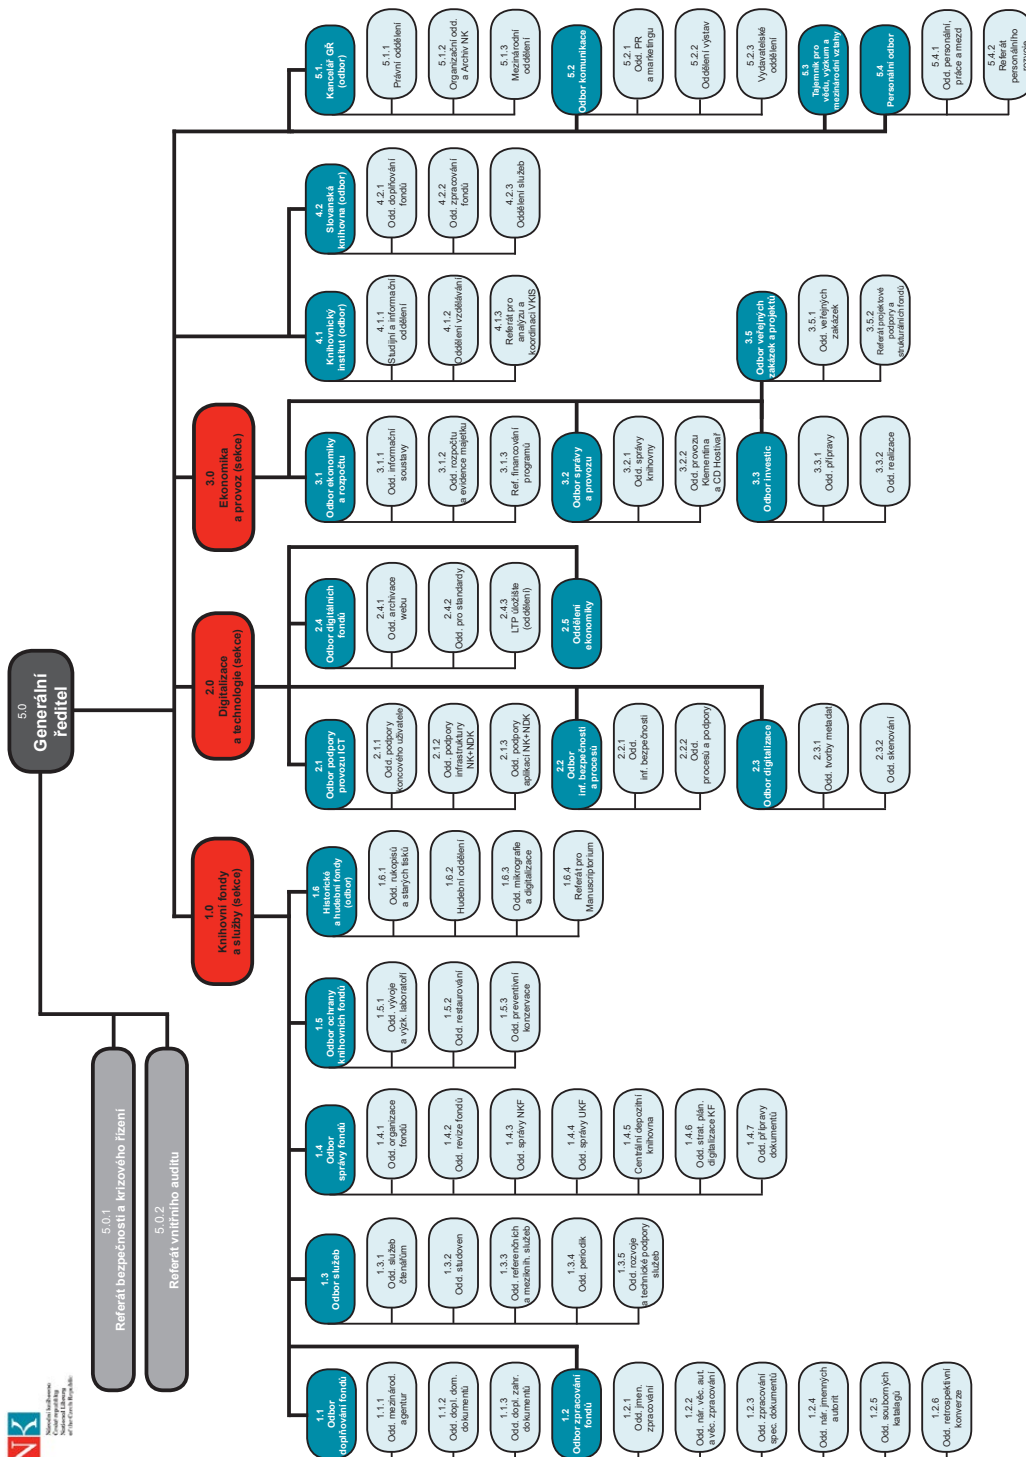 NK
Národní knihovna
České republiky
National Library
of the Czech Republic
5.0
Generální
ředitel
5.0.1
Referát bezpečnosti a krizového řízení
5.0.2
Referát vnitřního auditu
1.0
Knihovní fondy
a služby (sekce)
2.0
Digitalizace
a technologie (sekce)
3.0
Ekonomika
a provoz (sekce)
1.1
Odbor
doplňování fondů
1.1.1
Odd. mezinárod.
agentur
1.1.2
Odd. dopl. dom.
dokumentů
1.1.3
Odd. dopl. zahr.
dokumentů
1.2
Odbor zpracování
fondů
1.2.1
Odd. jmen.
zpracování
1.2.2
Odd. nár. věc. aut.
a věc. zpracování
1.2.3
Odd. zpracování
spec. dokumentů
1.2.4
Odd. nár. jmenných
autorit
1.2.5
Odd. souborných
katalogů
1.2.6
Odd. retrospektivní
konverze
1.3
Odbor služeb
1.3.1
Odd. služeb
čtenářům
1.3.2
Odd. studoven
1.3.3
Odd. referenčních
a meziknih. služeb
1.3.4
Odd. periodik
1.3.5
Odd. rozvoje
a technické podpory
služeb
1.4
Odbor
správy fondů
1.4.1
Odd. organizace
fondů
1.4.2
Odd. revize fondů
1.4.3
Odd. správy NKF
1.4.4
Odd. správy UKF
1.4.5
Centrální depozitní
knihovna
1.4.6
Odd. strat. plán.
digitalizace KF
1.4.7
Odd. přípravy
dokumentů
1.5
Odbor ochrany
knihovních fondů
1.5.1
Odd. vývoje
a výzk. laboratoří
1.5.2
Odd. restaurování
1.5.3
Odd. preventivní
konzervace
1.6
Historické
a hudební fondy
(odbor)
1.6.1
Odd. rukopisů
a starých tisků
1.6.2
Hudební oddělení
1.6.3
Odd. mikrografie
a digitalizace
1.6.4
Referát pro
Manuscriptorium
2.1
Odbor podpory
provozu ICT
2.1.1
Odd. podpory
koncového uživatele
2.1.2
Odd. podpory
infrastruktury
NK+NDK
2.1.3
Odd. podpory
aplikací NK+NDK
2.2
Odbor
inf. bezpečnosti
a procesů
2.2.1
Odd.
inf. bezpečnosti
2.2.2
Odd.
procesů a podpory
2.3
Odbor digitalizace
2.3.1
Odd. tvorby metadat
2.3.2
Odd. skenování
2.4
Odbor digitálních
fondů
2.4.1
Odd. archivace
webu
2.4.2
Odd. pro standardy
2.4.3
LTP úložiště
(oddělení)
2.5
Oddělení
ekonomiky
3.1
Odbor ekonomiky
a rozpočtu
3.1.1
Odd. informační
soustavy
3.1.2
Odd. rozpočtu
a evidence majetku
3.1.3
Ref. financování
programů
3.2
Odbor správy
a provozu
3.2.1
Odd. správy
knihovny
3.2.2
Odd. provozu
Klementina
a CD Hostivař
3.3
Odbor investic
3.3.1
Odd. přípravy
3.3.2
Odd. realizace
3.5
Odbor veřejných
zakázek a projektů
3.5.1
Odd. veřejných
zakázek
3.5.2
Referát projektové
podpory a
strukturálních fondů
4.1
Knihovnický
institut (odbor)
4.1.1
Studijní a informační
oddělení
4.1.2
Oddělení vzdělávání
4.1.3
Referát pro
analýzu a
koordinaci VKIS
4.2
Slovanská
knihovna (odbor)
4.2.1
Odd. doplňování
fondů
4.2.2
Odd. zpracování
fondů
4.2.3
Oddělení služeb
5.1.
Kancelář GŘ
(odbor)
5.1.1
Právní oddělení
5.1.2
Organizační odd.
a Archiv NK
5.1.3
Mezinárodní
oddělení
5.2
Odbor komunikace
5.2.1
Odd. PR
a marketingu
5.2.2
Oddělení výstav
5.2.3
Vydavatelské
oddělení
5.3
Tajemník pro
vědu, výzkum a
mezinárodní vztahy
5.4
Personální odbor
5.4.1
Odd. personální,
práce a mezd
5.4.2
Referát
personálního
rozvoje